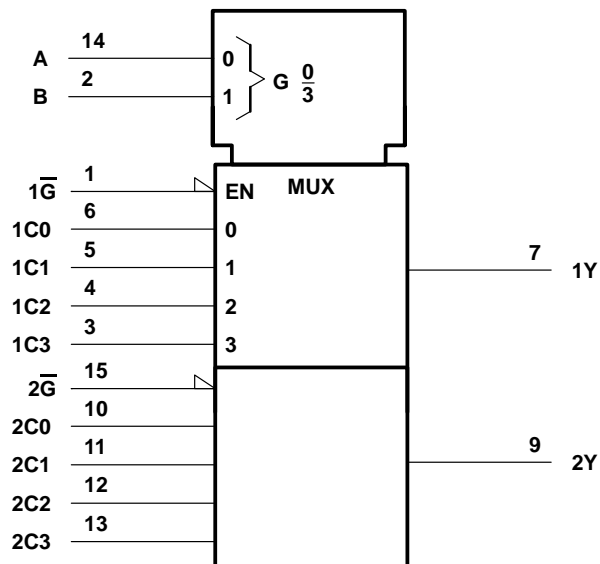 A 14 0
G 0/3
B 2 1
1G̅ 1 EN MUX
1C0 6 0
1C1 5 1
7 1Y
1C2 4 2
1C3 3 3
2G̅ 15
2C0 10
2C1 11
9 2Y
2C2 12
2C3 13